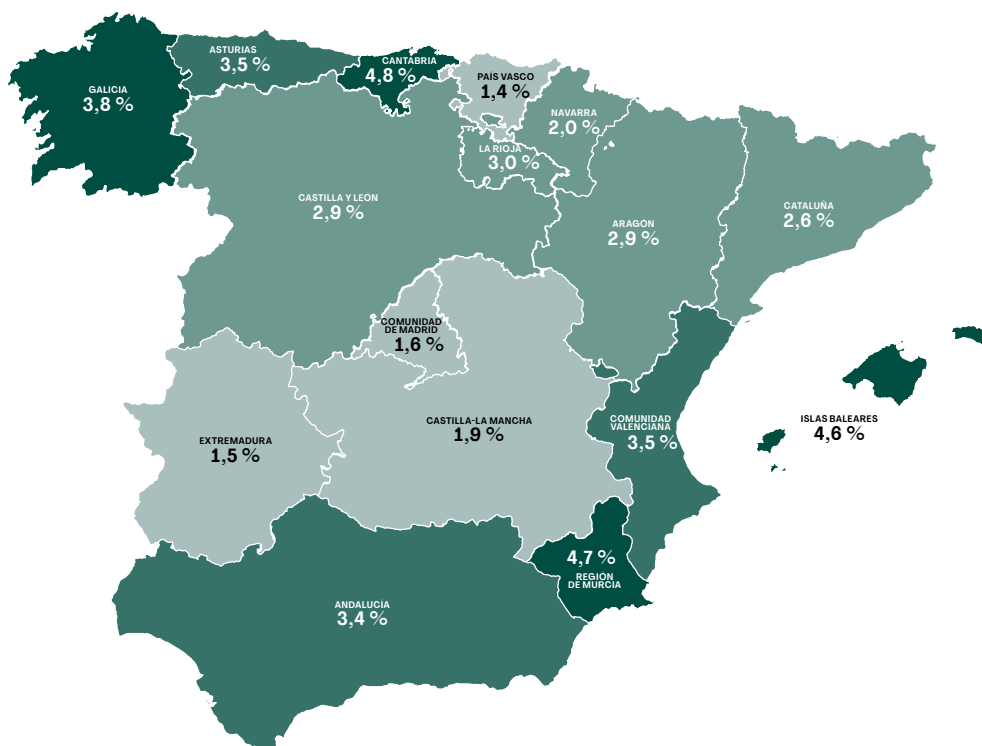 ASTURIAS
3,5 %
CANTABRIA
4,8 %
PAÍS VASCO
1,4 %
GALICIA
3,8 %
NAVARRA
2,0 %
LA RIOJA
3,0 %
CASTILLA Y LEÓN
2,9 %
ARAGÓN
2,9 %
CATALUÑA
2,6 %
COMUNIDAD
DE MADRID
1,6 %
CASTILLA-LA MANCHA
1,9 %
COMUNIDAD
VALENCIANA
3,5 %
ISLAS BALEARES
4,6 %
EXTREMADURA
1,5 %
4,7 %
REGIÓN
DE MURCIA
ANDALUCÍA
3,4 %